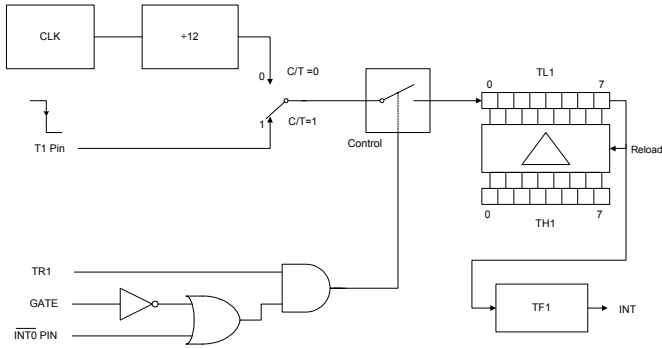 CLK
÷12
C/T =0
0
1
C/T=1
T1 Pin
Control
TL1
0 7
Reload
0 7
TH1
TR1
GATE
INT0 PIN
TF1
INT